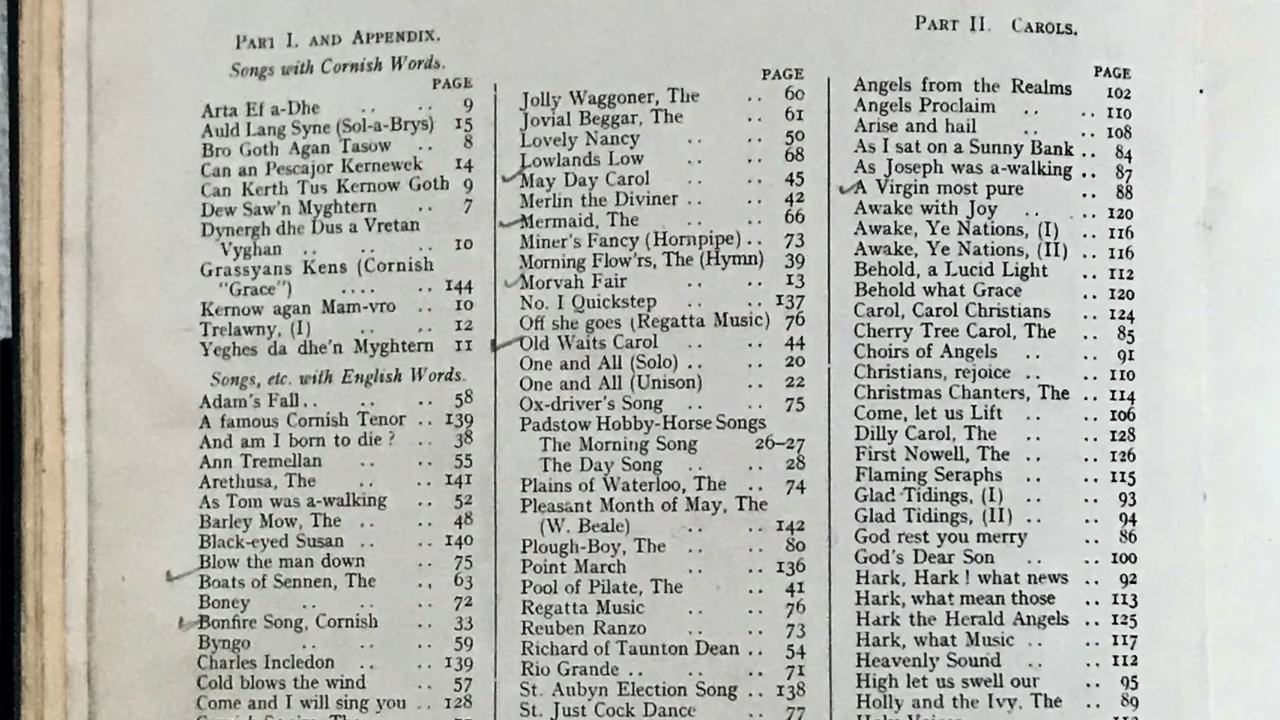 PART I. AND APPENDIX.
Songs with Cornish Words.
PAGE
Arta Ef a-Dhe .. .. 9
Auld Lang Syne (Sol-a-Brys) 15
Bro Goth Agan Tasow .. 8
Can an Pescajor Kernewek 14
Can Kerth Tus Kernow Goth 9
Dew Saw'n Myghtern .. 7
Dynergh dhe Dus a Vretan
Vyghan .. .. .. 10
Grassyans Kens (Cornish
"Grace") .... .. 144
Kernow agan Mam-vro .. 10
Trelawny, (I) .. .. 12
Yeghes da dhe'n Myghtern 11
Songs, etc. with English Words.
Adam's Fall .. .. .. 58
A famous Cornish Tenor .. 139
And am I born to die ? .. 38
Ann Tremellan .. .. 55
Arethusa, The .. .. 141
As Tom was a-walking .. 52
Barley Mow, The .. .. 48
Black-eyed Susan .. .. 140
Blow the man down .. 75
Boats of Sennen, The .. 63
Boney .. .. .. 72
Bonfire Song, Cornish .. 33
Byngo .. .. .. 59
Charles Incledon .. .. 139
Cold blows the wind .. 57
Come and I will sing you .. 128
PAGE
Jolly Waggoner, The .. 60
Jovial Beggar, The .. 61
Lovely Nancy .. .. 50
Lowlands Low .. .. 68
May Day Carol .. .. 45
Merlin the Diviner .. .. 42
Mermaid, The .. .. 66
Miner's Fancy (Hornpipe) .. 73
Morning Flow'rs, The (Hymn) 39
Morvah Fair .. .. 13
No. I Quickstep .. .. 137
Off she goes (Regatta Music) 76
Old Waits Carol .. .. 44
One and All (Solo) .. .. 20
One and All (Unison) .. 22
Ox-driver's Song .. .. 75
Padstow Hobby-Horse Songs
The Morning Song 26–27
The Day Song .. .. 28
Plains of Waterloo, The .. 74
Pleasant Month of May, The
(W. Beale) .. .. 142
Plough-Boy, The .. .. 80
Point March .. .. 136
Pool of Pilate, The .. 41
Regatta Music .. .. 76
Reuben Ranzo .. .. 73
Richard of Taunton Dean .. 54
Rio Grande .. .. .. 71
St. Aubyn Election Song .. 138
St. Just Cock Dance .. 77
PART II. CAROLS.
PAGE
Angels from the Realms 102
Angels Proclaim .. .. 110
Arise and hail .. .. 108
As I sat on a Sunny Bank .. 84
As Joseph was a-walking .. 87
A Virgin most pure .. 88
Awake with Joy .. .. 120
Awake, Ye Nations, (I) .. 116
Awake, Ye Nations, (II) .. 116
Behold, a Lucid Light .. 112
Behold what Grace .. 120
Carol, Carol Christians .. 124
Cherry Tree Carol, The .. 85
Choirs of Angels .. .. 91
Christians, rejoice .. .. 110
Christmas Chanters, The .. 114
Come, let us Lift .. .. 106
Dilly Carol, The .. .. 128
First Nowell, The .. .. 126
Flaming Seraphs .. .. 115
Glad Tidings, (I) .. .. 93
Glad Tidings, (II) .. .. 94
God rest you merry .. 86
God's Dear Son .. .. 100
Hark, Hark ! what news .. 92
Hark, what mean those .. 113
Hark the Herald Angels .. 125
Hark, what Music .. .. 117
Heavenly Sound .. .. 112
High let us swell our .. 95
Holly and the Ivy, The .. 89